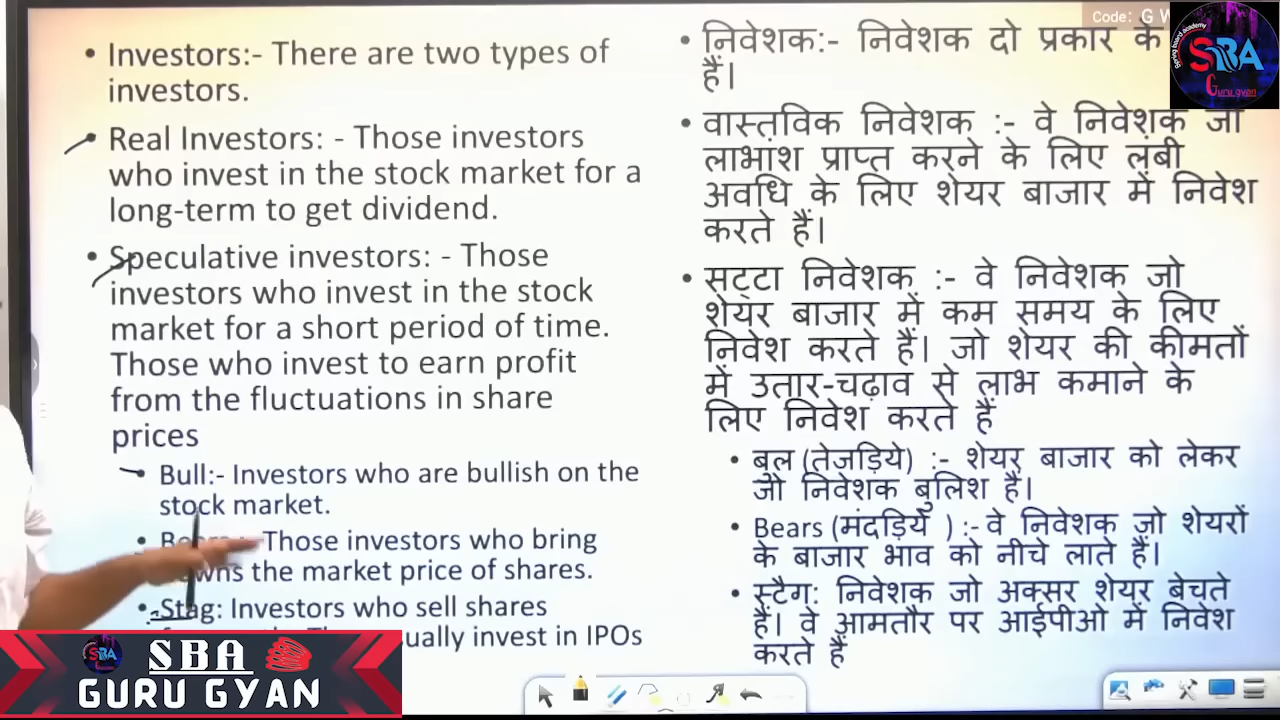 Code: G
Investors:- There are two types of
investors.
Real Investors: - Those investors
who invest in the stock market for a
long-term to get dividend.
Speculative investors: - Those
investors who invest in the stock
market for a short period of time.
Those who invest to earn profit
from the fluctuations in share
prices
Bull:- Investors who are bullish on the
stock market.
Those investors who bring
the market price of shares.
Stag: Investors who sell shares
invest in IPOs
निवेशक:- निवेशक दो प्रकार के
हैं।
वास्तविक निवेशक :- वे निवेशक जो
लाभांश प्राप्त करने के लिए लंबी
अवधि के लिए शेयर बाजार में निवेश
करते हैं।
सट्टा निवेशक :- वे निवेशक जो
शेयर बाजार में कम समय के लिए
निवेश करते हैं। जो शेयर की कीमतों
में उतार-चढ़ाव से लाभ कमाने के
लिए निवेश करते हैं
बुल (तेजड़िये) :- शेयर बाजार को लेकर
जो निवेशक बुलिश हैं।
Bears (मंदड़िये ) :- वे निवेशक जो शेयरों
के बाजार भाव को नीचे लाते हैं।
स्टैग: निवेशक जो अक्सर शेयर बेचते
हैं। वे आमतौर पर आईपीओ में निवेश
करते हैं
SBA
Guru gyan
SBA
SBA
GURU GYAN